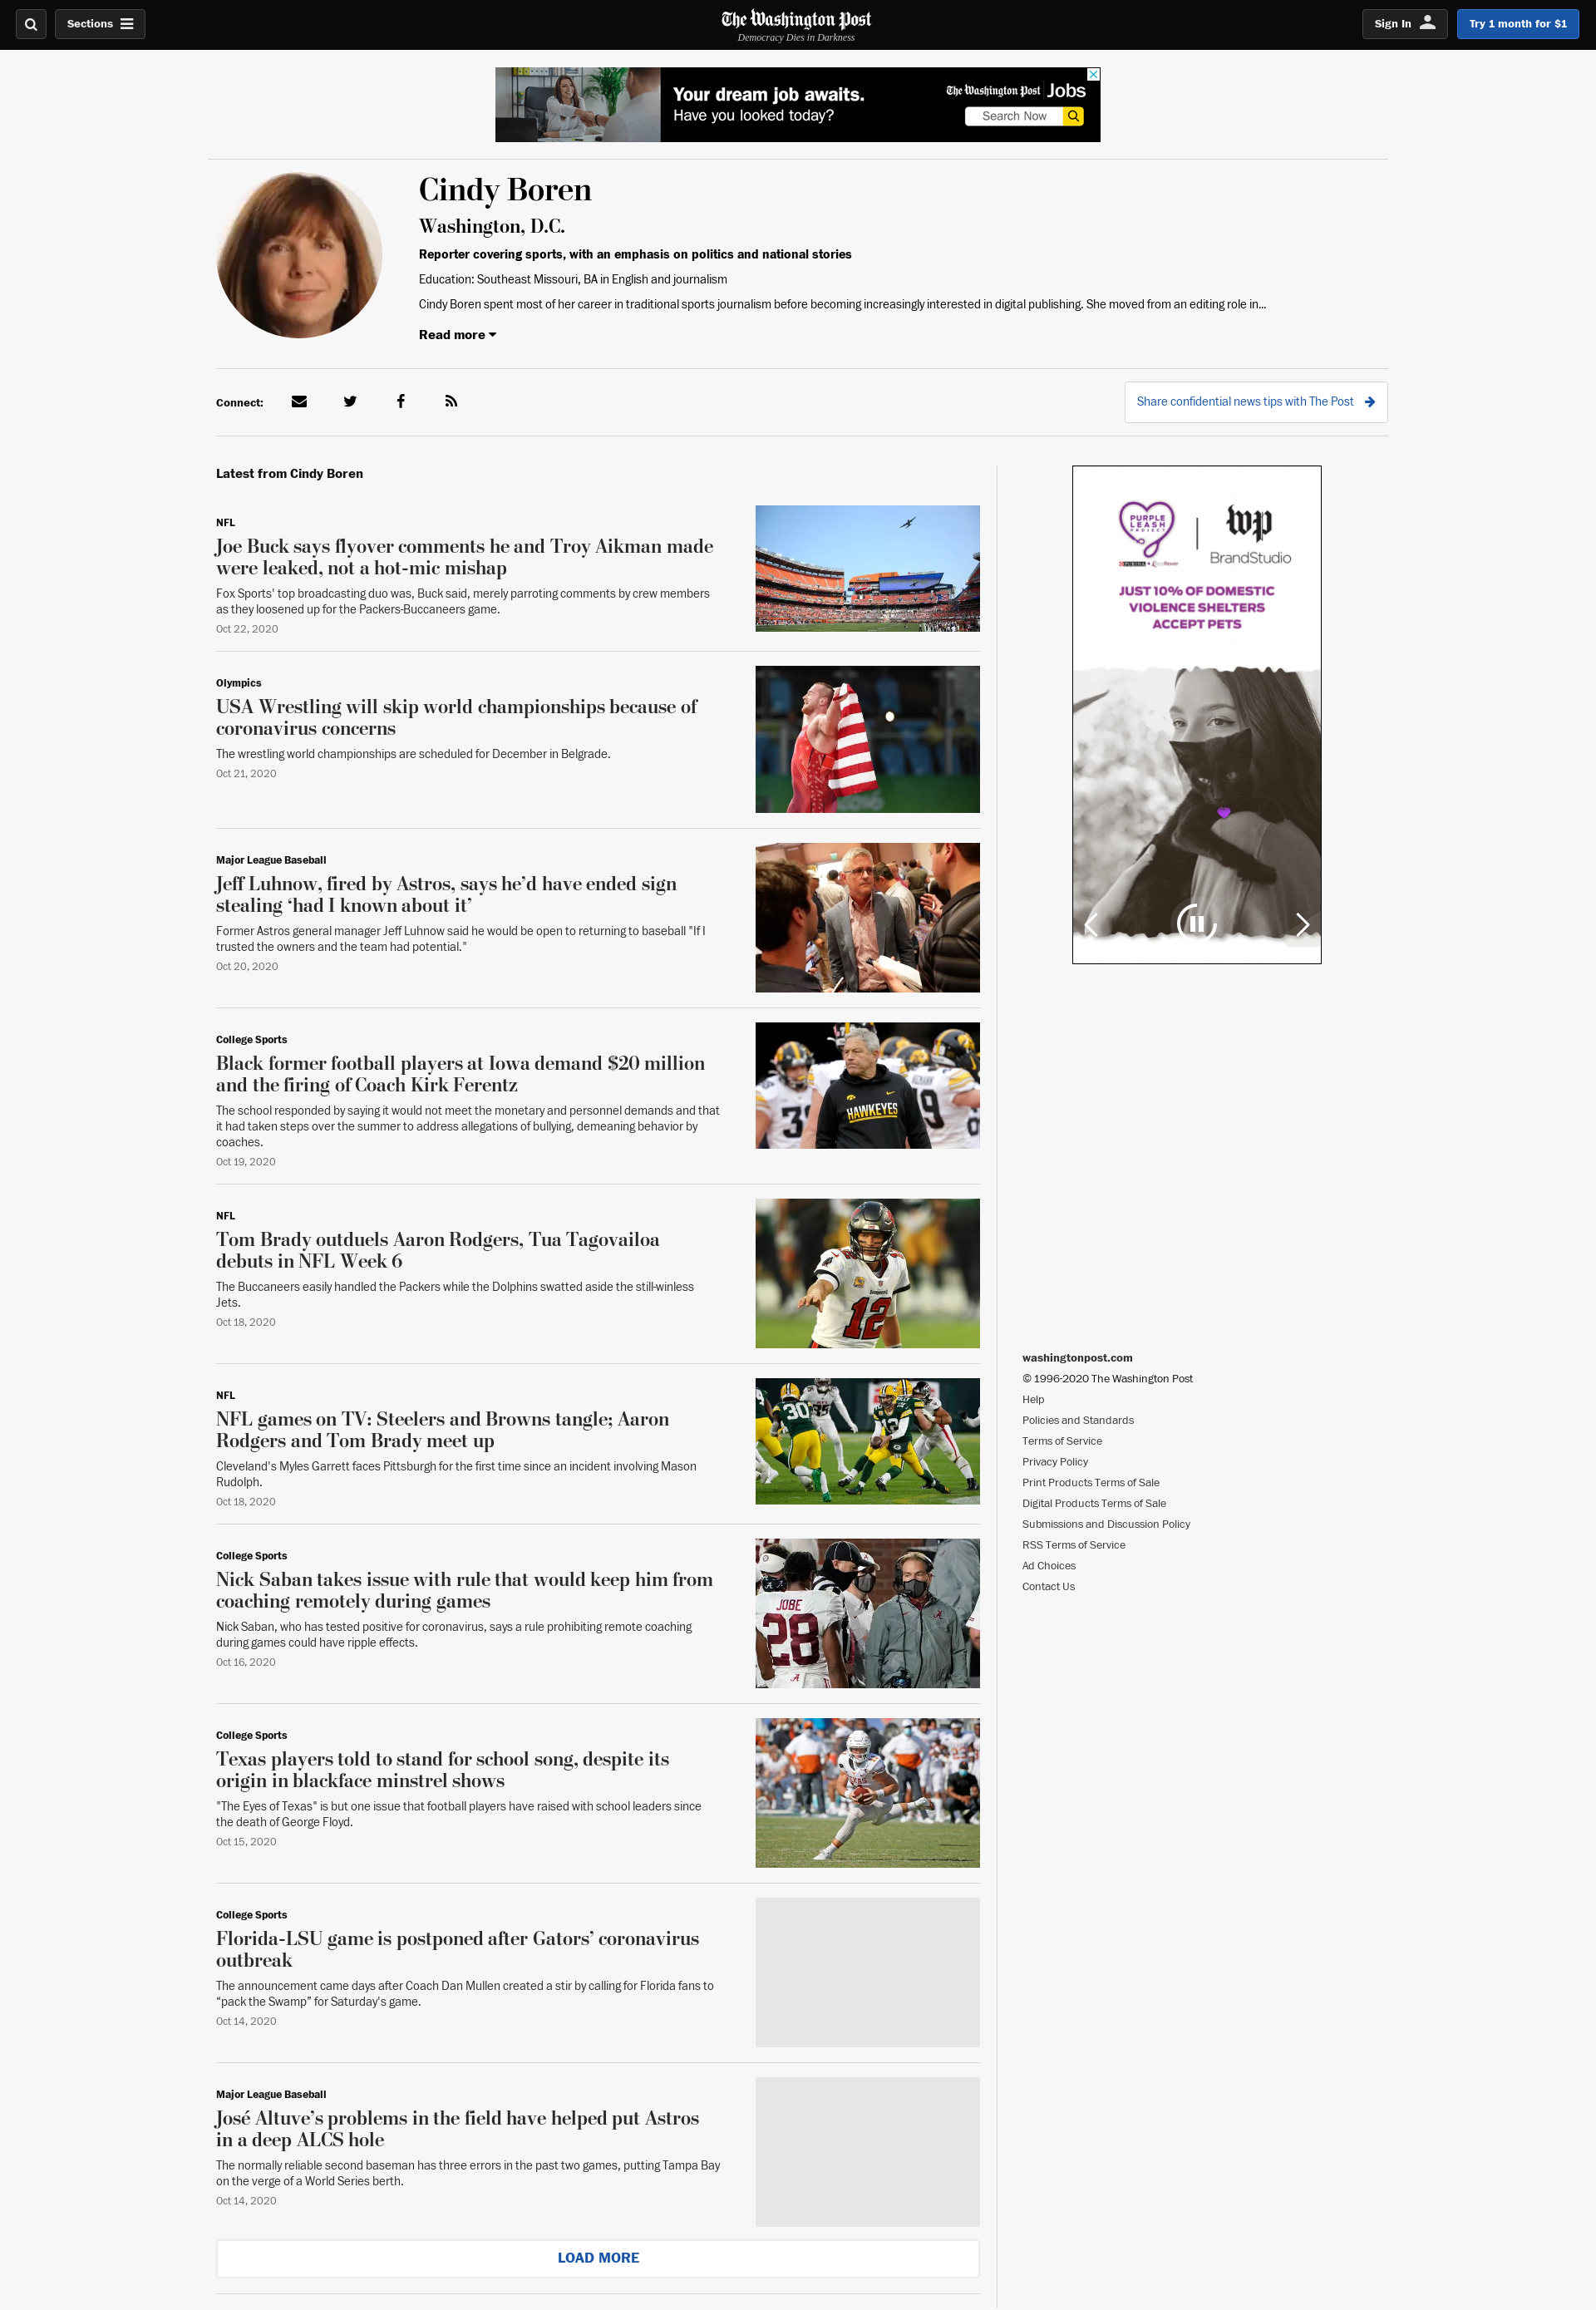 Sections
The Washington Post
Democracy Dies in Darkness
Sign In
Try 1 month for $1
Your dream job awaits.
Have you looked today?
The Washington Post Jobs
Search Now
Cindy Boren
Washington, D.C.
Reporter covering sports, with an emphasis on politics and national stories
Education: Southeast Missouri, BA in English and journalism
Cindy Boren spent most of her career in traditional sports journalism before becoming increasingly interested in digital publishing. She moved from an editing role in...
Read more
Connect:
Share confidential news tips with The Post
Latest from Cindy Boren
NFL
Joe Buck says flyover comments he and Troy Aikman made
were leaked, not a hot-mic mishap
Fox Sports' top broadcasting duo was, Buck said, merely parroting comments by crew members
as they loosened up for the Packers-Buccaneers game.
Oct 22, 2020
Olympics
USA Wrestling will skip world championships because of
coronavirus concerns
The wrestling world championships are scheduled for December in Belgrade.
Oct 21, 2020
Major League Baseball
Jeff Luhnow, fired by Astros, says he’d have ended sign
stealing ‘had I known about it’
Former Astros general manager Jeff Luhnow said he would be open to returning to baseball "If I
trusted the owners and the team had potential."
Oct 20, 2020
College Sports
Black former football players at Iowa demand $20 million
and the firing of Coach Kirk Ferentz
The school responded by saying it would not meet the monetary and personnel demands and that
it had taken steps over the summer to address allegations of bullying, demeaning behavior by
coaches.
Oct 19, 2020
HAWKEYES
NFL
Tom Brady outduels Aaron Rodgers, Tua Tagovailoa
debuts in NFL Week 6
The Buccaneers easily handled the Packers while the Dolphins swatted aside the still-winless
Jets.
Oct 18, 2020
12
NFL
NFL games on TV: Steelers and Browns tangle; Aaron
Rodgers and Tom Brady meet up
Cleveland's Myles Garrett faces Pittsburgh for the first time since an incident involving Mason
Rudolph.
Oct 18, 2020
30
12
College Sports
Nick Saban takes issue with rule that would keep him from
coaching remotely during games
Nick Saban, who has tested positive for coronavirus, says a rule prohibiting remote coaching
during games could have ripple effects.
Oct 16, 2020
JOBE
28
College Sports
Texas players told to stand for school song, despite its
origin in blackface minstrel shows
"The Eyes of Texas" is but one issue that football players have raised with school leaders since
the death of George Floyd.
Oct 15, 2020
College Sports
Florida-LSU game is postponed after Gators’ coronavirus
outbreak
The announcement came days after Coach Dan Mullen created a stir by calling for Florida fans to
“pack the Swamp” for Saturday's game.
Oct 14, 2020
Major League Baseball
José Altuve’s problems in the field have helped put Astros
in a deep ALCS hole
The normally reliable second baseman has three errors in the past two games, putting Tampa Bay
on the verge of a World Series berth.
Oct 14, 2020
LOAD MORE
PURPLE
LEASH
PROJECT
wp
BrandStudio
JUST 10% OF DOMESTIC
VIOLENCE SHELTERS
ACCEPT PETS
washingtonpost.com
© 1996-2020 The Washington Post
Help
Policies and Standards
Terms of Service
Privacy Policy
Print Products Terms of Sale
Digital Products Terms of Sale
Submissions and Discussion Policy
RSS Terms of Service
Ad Choices
Contact Us